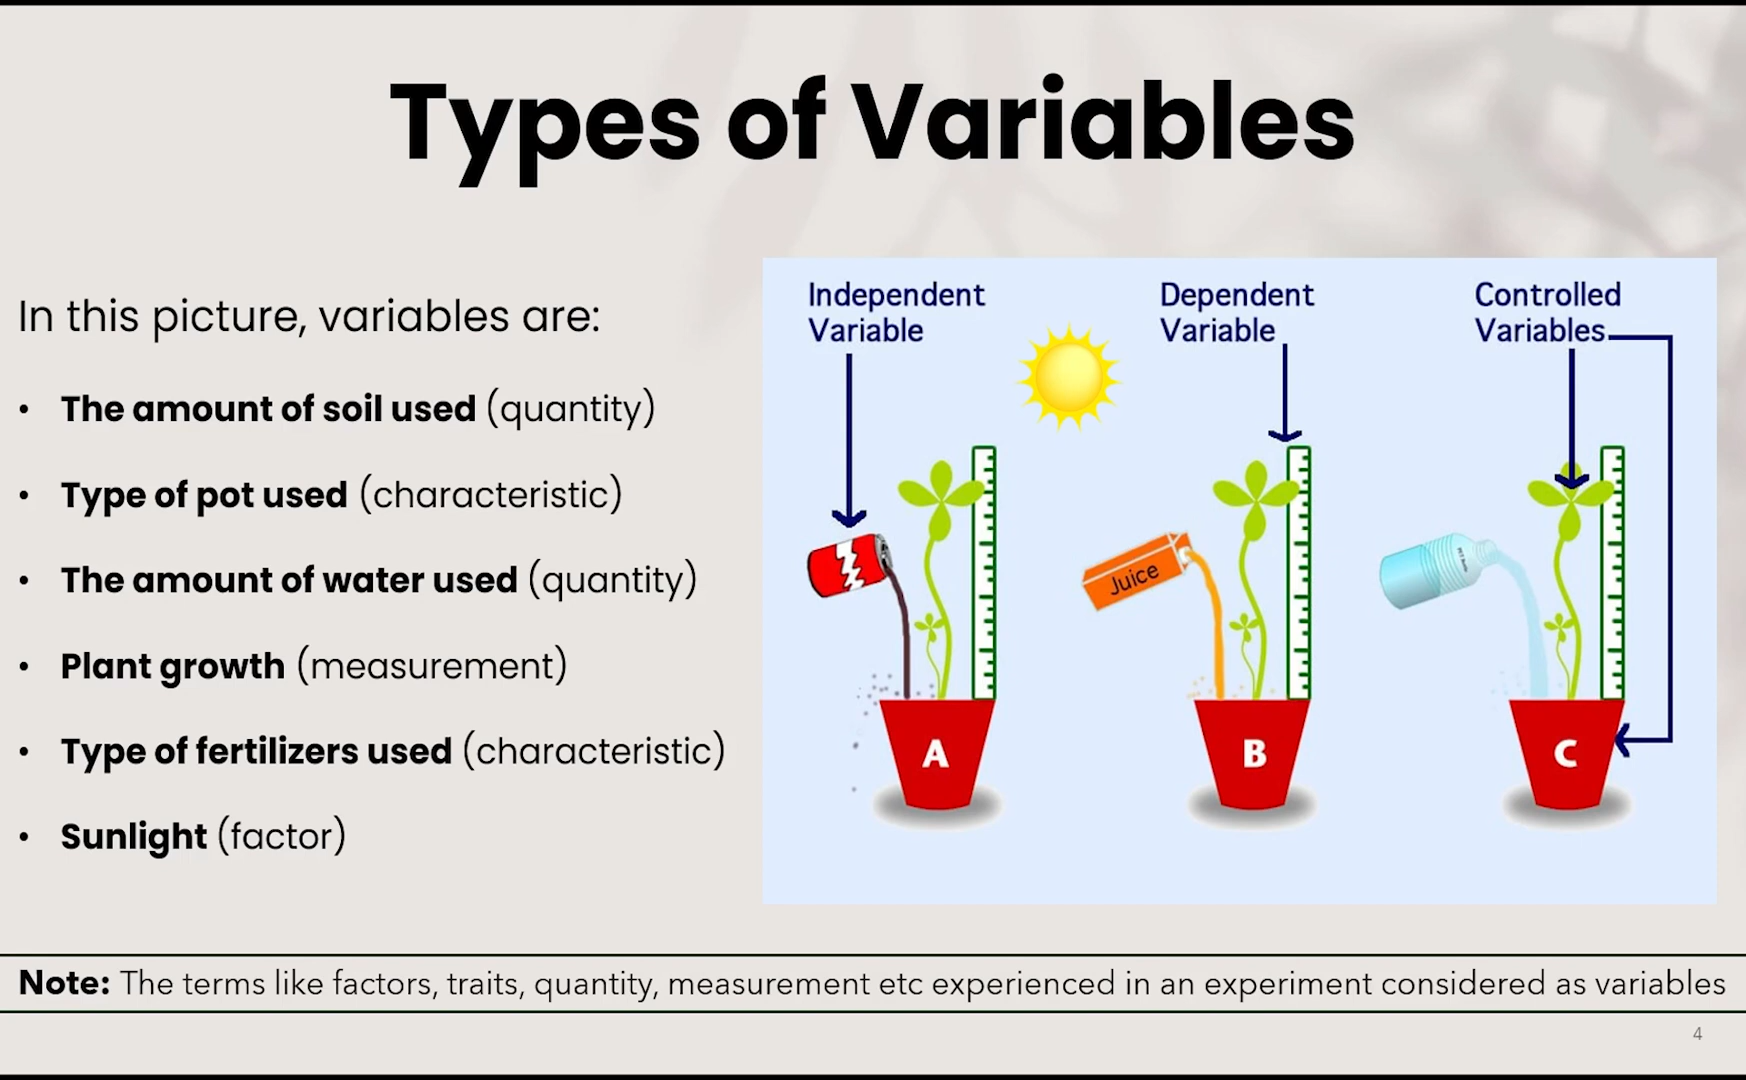 Types of Variables
In this picture, variables are:
• The amount of soil used (quantity)
• Type of pot used (characteristic)
• The amount of water used (quantity)
• Plant growth (measurement)
• Type of fertilizers used (characteristic)
• Sunlight (factor)
Independent
Variable
Dependent
Variable
Controlled
Variables
Juice
A
B
C
Note: The terms like factors, traits, quantity, measurement etc experienced in an experiment considered as variables
4